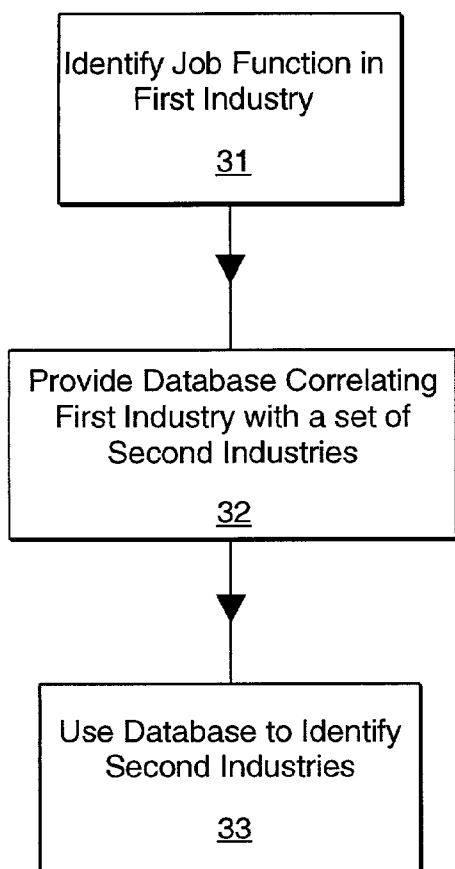 Identify Job Function in
First Industry
31
Provide Database Correlating
First Industry with a set of
Second Industries
32
Use Database to Identify
Second Industries
33